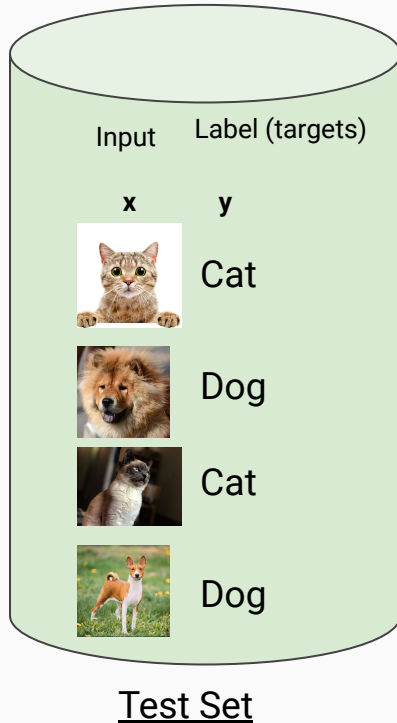 Input Label (targets)
x y
Cat
Dog
Cat
Dog
Test Set